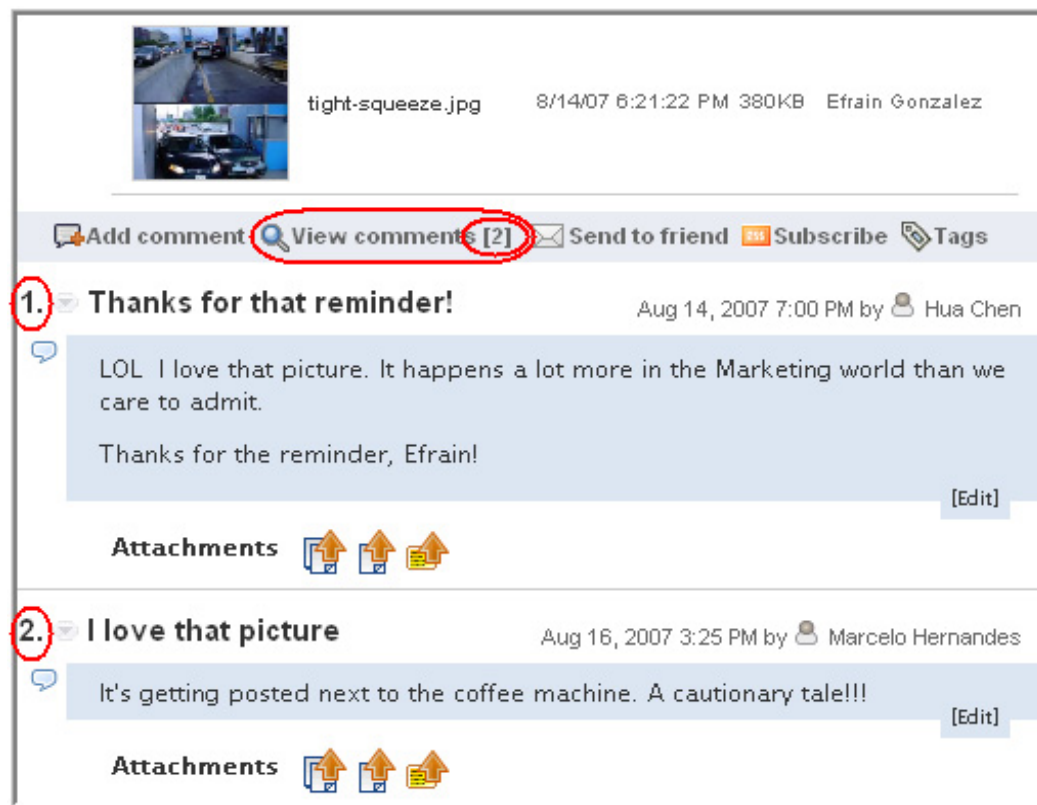 tight-squeeze.jpg 8/14/07 6:21:22 PM 380KB Efrain Gonzalez
Add comment View comments [2] Send to friend Subscribe Tags
1. Thanks for that reminder! Aug 14, 2007 7:00 PM by Hua Chen
LOL I love that picture. It happens a lot more in the Marketing world than we
care to admit.
Thanks for the reminder, Efrain!
[Edit]
Attachments
2. I love that picture Aug 16, 2007 3:25 PM by Marcelo Hernandes
It's getting posted next to the coffee machine. A cautionary tale!!!
[Edit]
Attachments